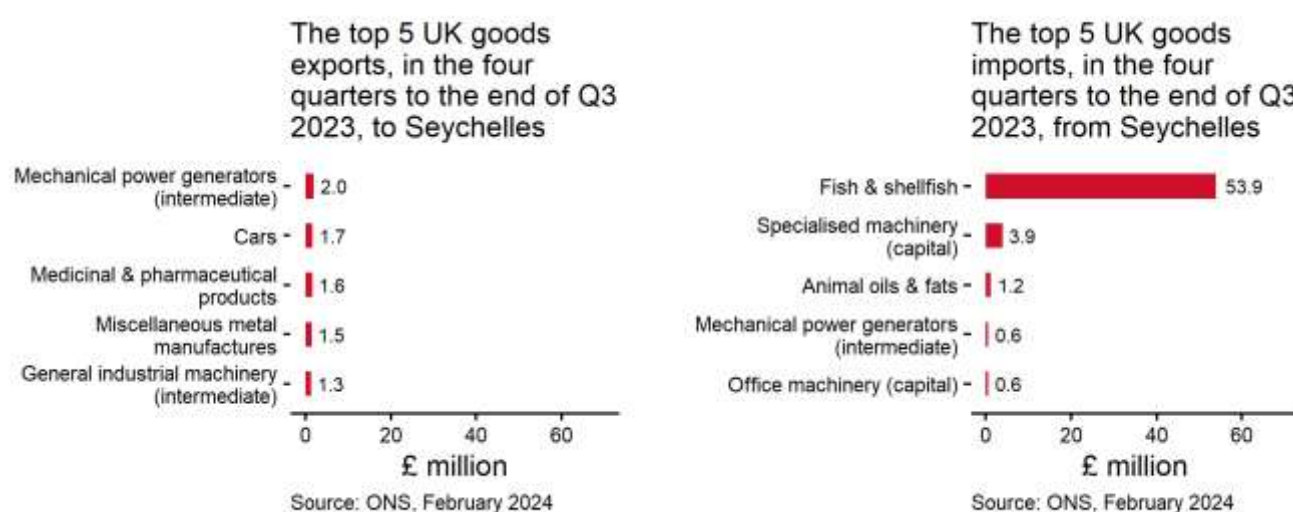 The top 5 UK goods
exports, in the four
quarters to the end of Q3
2023, to Seychelles
Mechanical power generators
(intermediate)
2.0
Cars
1.7
Medicinal & pharmaceutical
products
1.6
Miscellaneous metal
manufactures
1.5
General industrial machinery
(intermediate)
1.3
0 20 40 60
£ million
Source: ONS, February 2024
The top 5 UK goods
imports, in the four
quarters to the end of Q3
2023, from Seychelles
Fish & shellfish
53.9
Specialised machinery
(capital)
3.9
Animal oils & fats
1.2
Mechanical power generators
(intermediate)
0.6
Office machinery (capital)
0.6
0 20 40 60
£ million
Source: ONS, February 2024